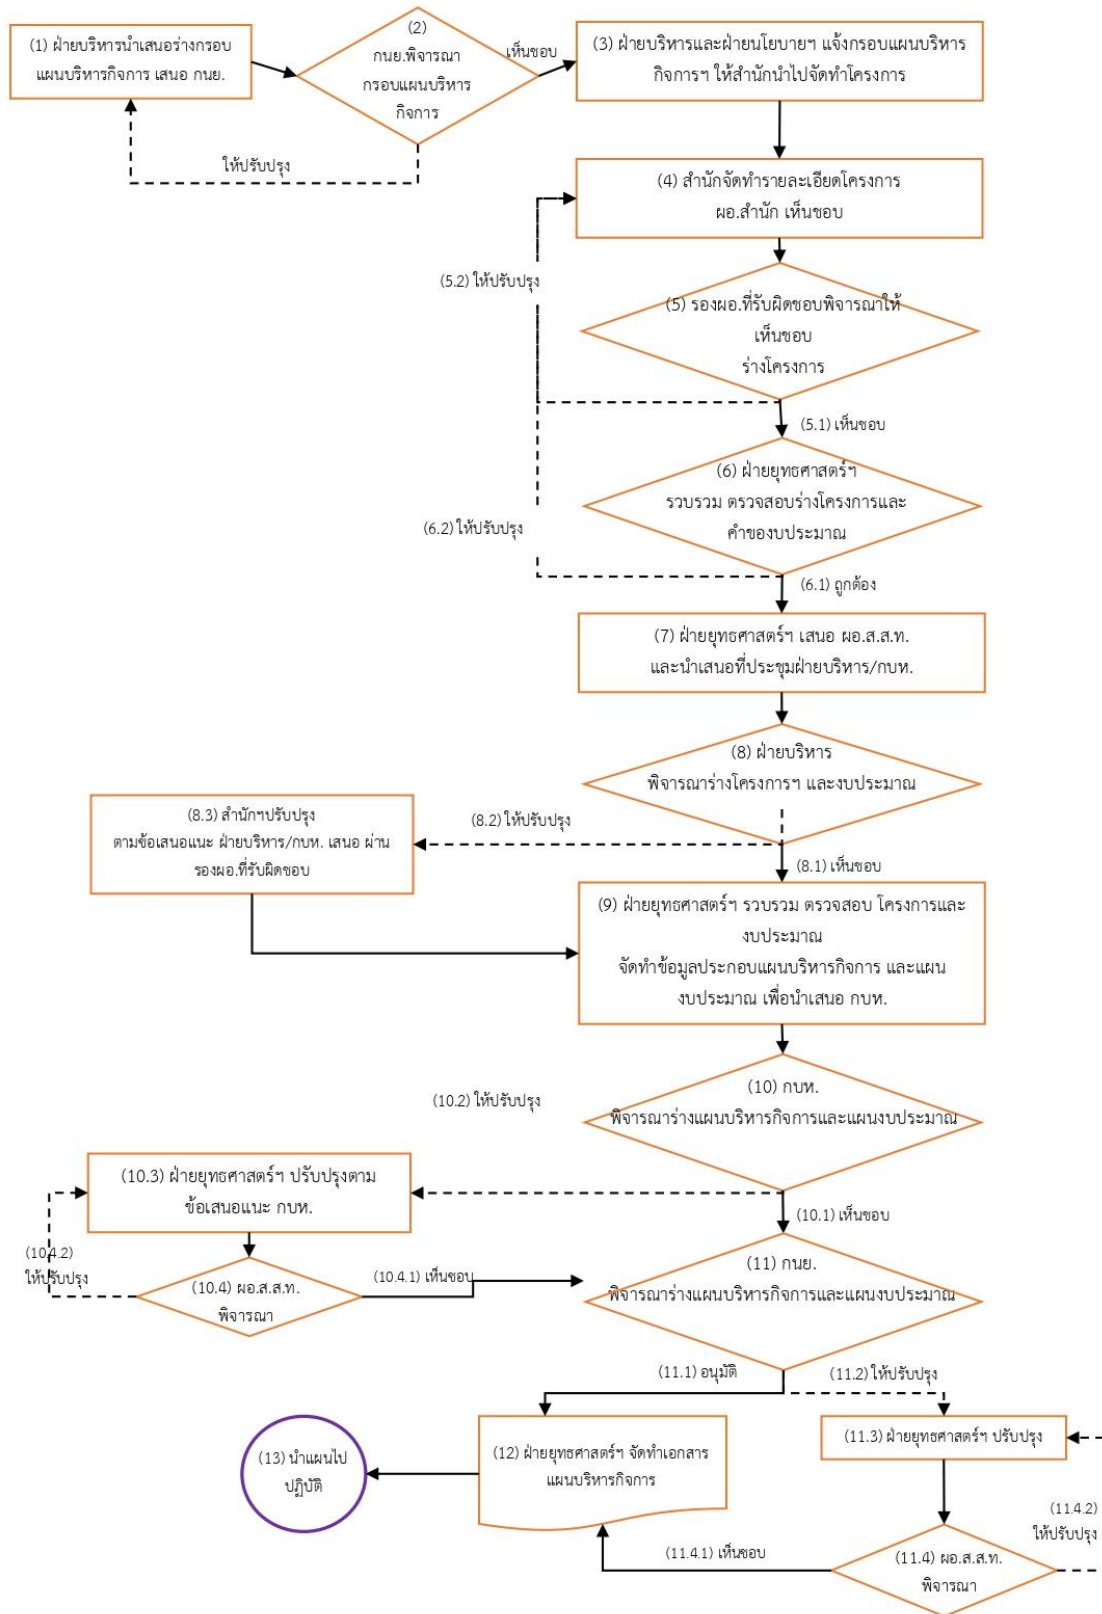 (1) ฝ่ายบริหารนำเสนอร่างกรอบ
แผนบริหารกิจการ เสนอ กนย.
(2)
กนย.พิจารณา
กรอบแผนบริหาร
กิจการ
เห็นชอบ
(3) ฝ่ายบริหารและฝ่ายนโยบายฯ แจ้งกรอบแผนบริหาร
กิจการฯ ให้สำนักนำไปจัดทำโครงการ
ให้ปรับปรุง
(4) สำนักจัดทำรายละเอียดโครงการ
ผอ.สำนัก เห็นชอบ
(5.2) ให้ปรับปรุง
(5) รองผอ.ที่รับผิดชอบพิจารณาให้
เห็นชอบ
ร่างโครงการ
(5.1) เห็นชอบ
(6) ฝ่ายยุทธศาสตร์ฯ
รวบรวม ตรวจสอบร่างโครงการและ
คำของบประมาณ
(6.2) ให้ปรับปรุง
(6.1) ถูกต้อง
(7) ฝ่ายยุทธศาสตร์ฯ เสนอ ผอ.ส.ส.ท.
และนำเสนอที่ประชุมฝ่ายบริหาร/กบห.
(8) ฝ่ายบริหาร
พิจารณาร่างโครงการฯ และงบประมาณ
(8.3) สำนักฯปรับปรุง
ตามข้อเสนอแนะ ฝ่ายบริหาร/กบห. เสนอ ผ่าน
รองผอ.ที่รับผิดชอบ
(8.2) ให้ปรับปรุง
(8.1) เห็นชอบ
(9) ฝ่ายยุทธศาสตร์ฯ รวบรวม ตรวจสอบ โครงการและ
งบประมาณ
จัดทำข้อมูลประกอบแผนบริหารกิจการ และแผน
งบประมาณ เพื่อนำเสนอ กบห.
(10) กบห.
พิจารณาร่างแผนบริหารกิจการและแผนงบประมาณ
(10.2) ให้ปรับปรุง
(10.3) ฝ่ายยุทธศาสตร์ฯ ปรับปรุงตาม
ข้อเสนอแนะ กบห.
(10.1) เห็นชอบ
(10.4.2)
ให้ปรับปรุง
(10.4) ผอ.ส.ส.ท.
พิจารณา
(10.4.1) เห็นชอบ
(11) กนย.
พิจารณาร่างแผนบริหารกิจการและแผนงบประมาณ
(11.1) อนุมัติ
(11.2) ให้ปรับปรุง
(13) นำแผนไป
ปฏิบัติ
(12) ฝ่ายยุทธศาสตร์ฯ จัดทำเอกสาร
แผนบริหารกิจการ
(11.3) ฝ่ายยุทธศาสตร์ฯ ปรับปรุง
(11.4.2)
ให้ปรับปรุง
(11.4.1) เห็นชอบ
(11.4) ผอ.ส.ส.ท.
พิจารณา